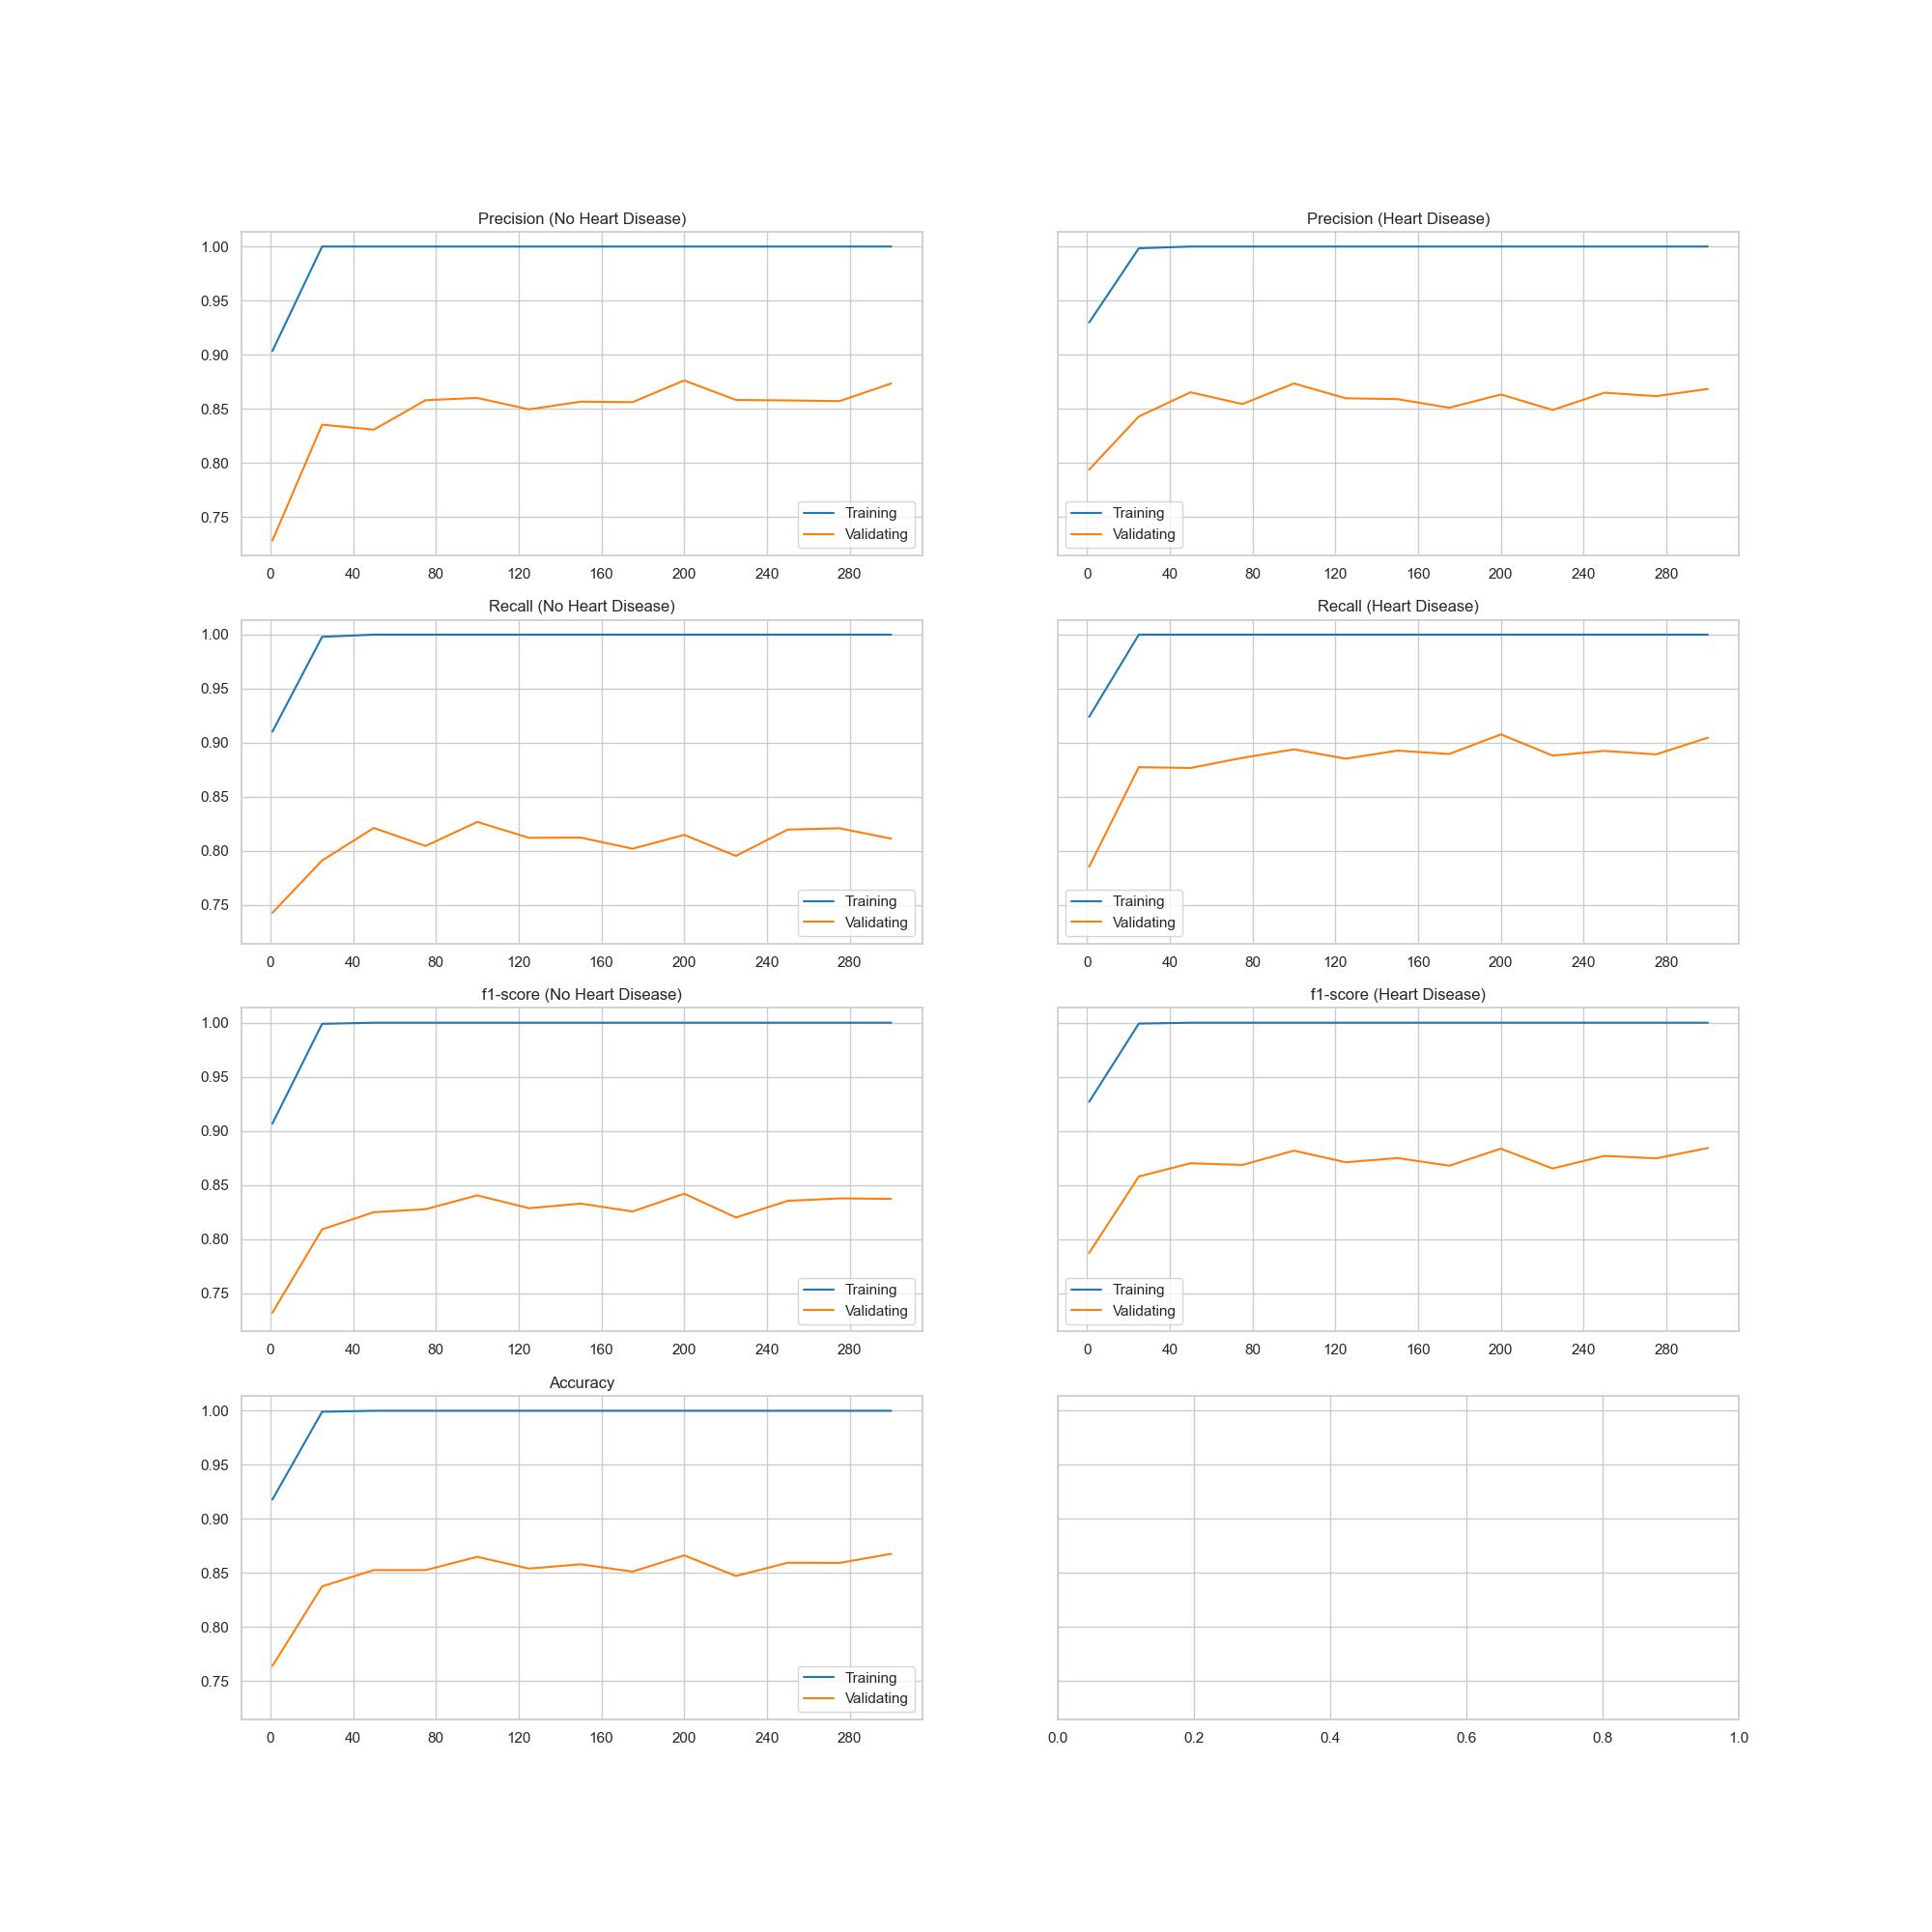 Precision (No Heart Disease)
1.00
0.95
0.90
0.85
0.80
0.75
Training
Validating
0 40 80 120 160 200 240 280
Precision (Heart Disease)
Training
Validating
0 40 80 120 160 200 240 280
Recall (No Heart Disease)
1.00
0.95
0.90
0.85
0.80
0.75
Training
Validating
0 40 80 120 160 200 240 280
Recall (Heart Disease)
Training
Validating
0 40 80 120 160 200 240 280
f1-score (No Heart Disease)
1.00
0.95
0.90
0.85
0.80
0.75
Training
Validating
0 40 80 120 160 200 240 280
f1-score (Heart Disease)
Training
Validating
0 40 80 120 160 200 240 280
Accuracy
1.00
0.95
0.90
0.85
0.80
0.75
Training
Validating
0 40 80 120 160 200 240 280
0.0 0.2 0.4 0.6 0.8 1.0